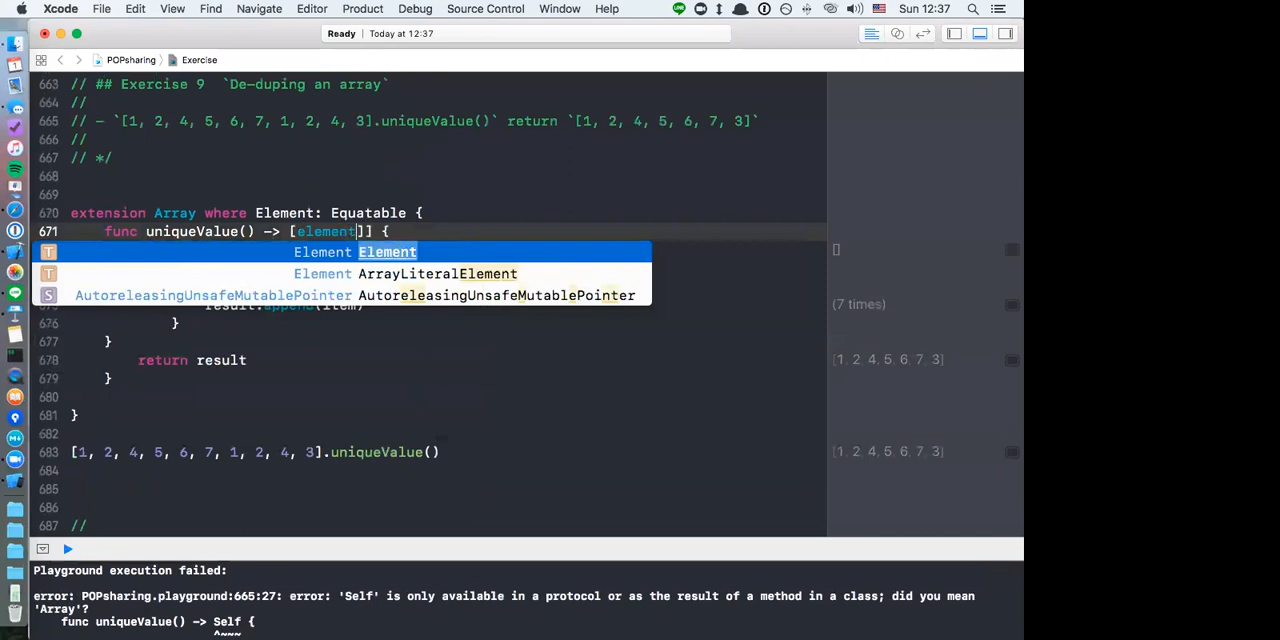 Xcode File Edit View Find Navigate Editor Product Debug Source Control Window Help Sun 12:37
Ready | Today at 12:37
POPsharing Exercise
663 // ## Exercise 9 `De-duping an array`
664 //
665 // - `[1, 2, 4, 5, 6, 7, 1, 2, 4, 3].uniqueValue()` return `[1, 2, 4, 5, 6, 7, 3]`
666 //
667 // */
668
669
670 extension Array where Element: Equatable {
671 func uniqueValue() -> [element]] {
T Element Element []
T Element ArrayLiteralElement
S AutoreleasingUnsafeMutablePointer AutoreleasingUnsafeMutablePointer
result.append(item) (7 times)
676 }
677 }
678 return result [1, 2, 4, 5, 6, 7, 3]
679 }
680
681 }
682
683 [1, 2, 4, 5, 6, 7, 1, 2, 4, 3].uniqueValue() [1, 2, 4, 5, 6, 7, 3]
684
685
686
687 //
Playground execution failed:
error: POPsharing.playground:665:27: error: 'Self' is only available in a protocol or as the result of a method in a class; did you mean
'Array'?
func uniqueValue() -> Self {
^~~~